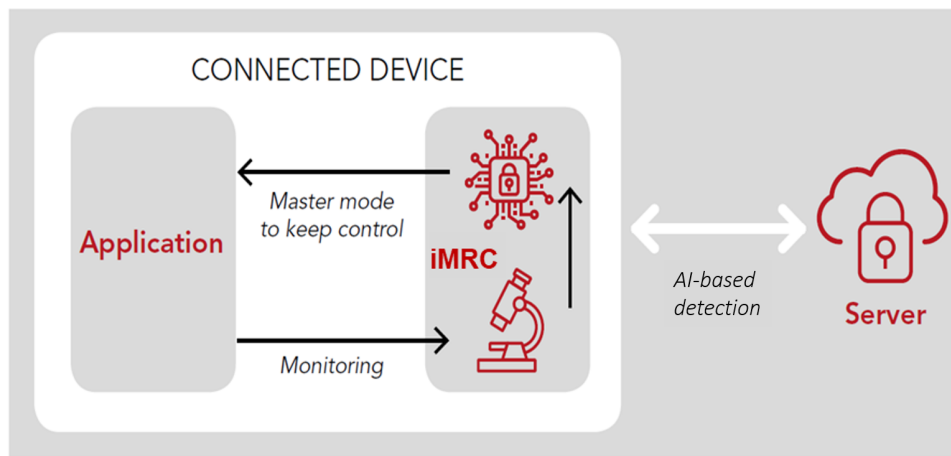 CONNECTED DEVICE
Master mode
to keep control
Application
iMRC
Monitoring
AI-based
detection
Server